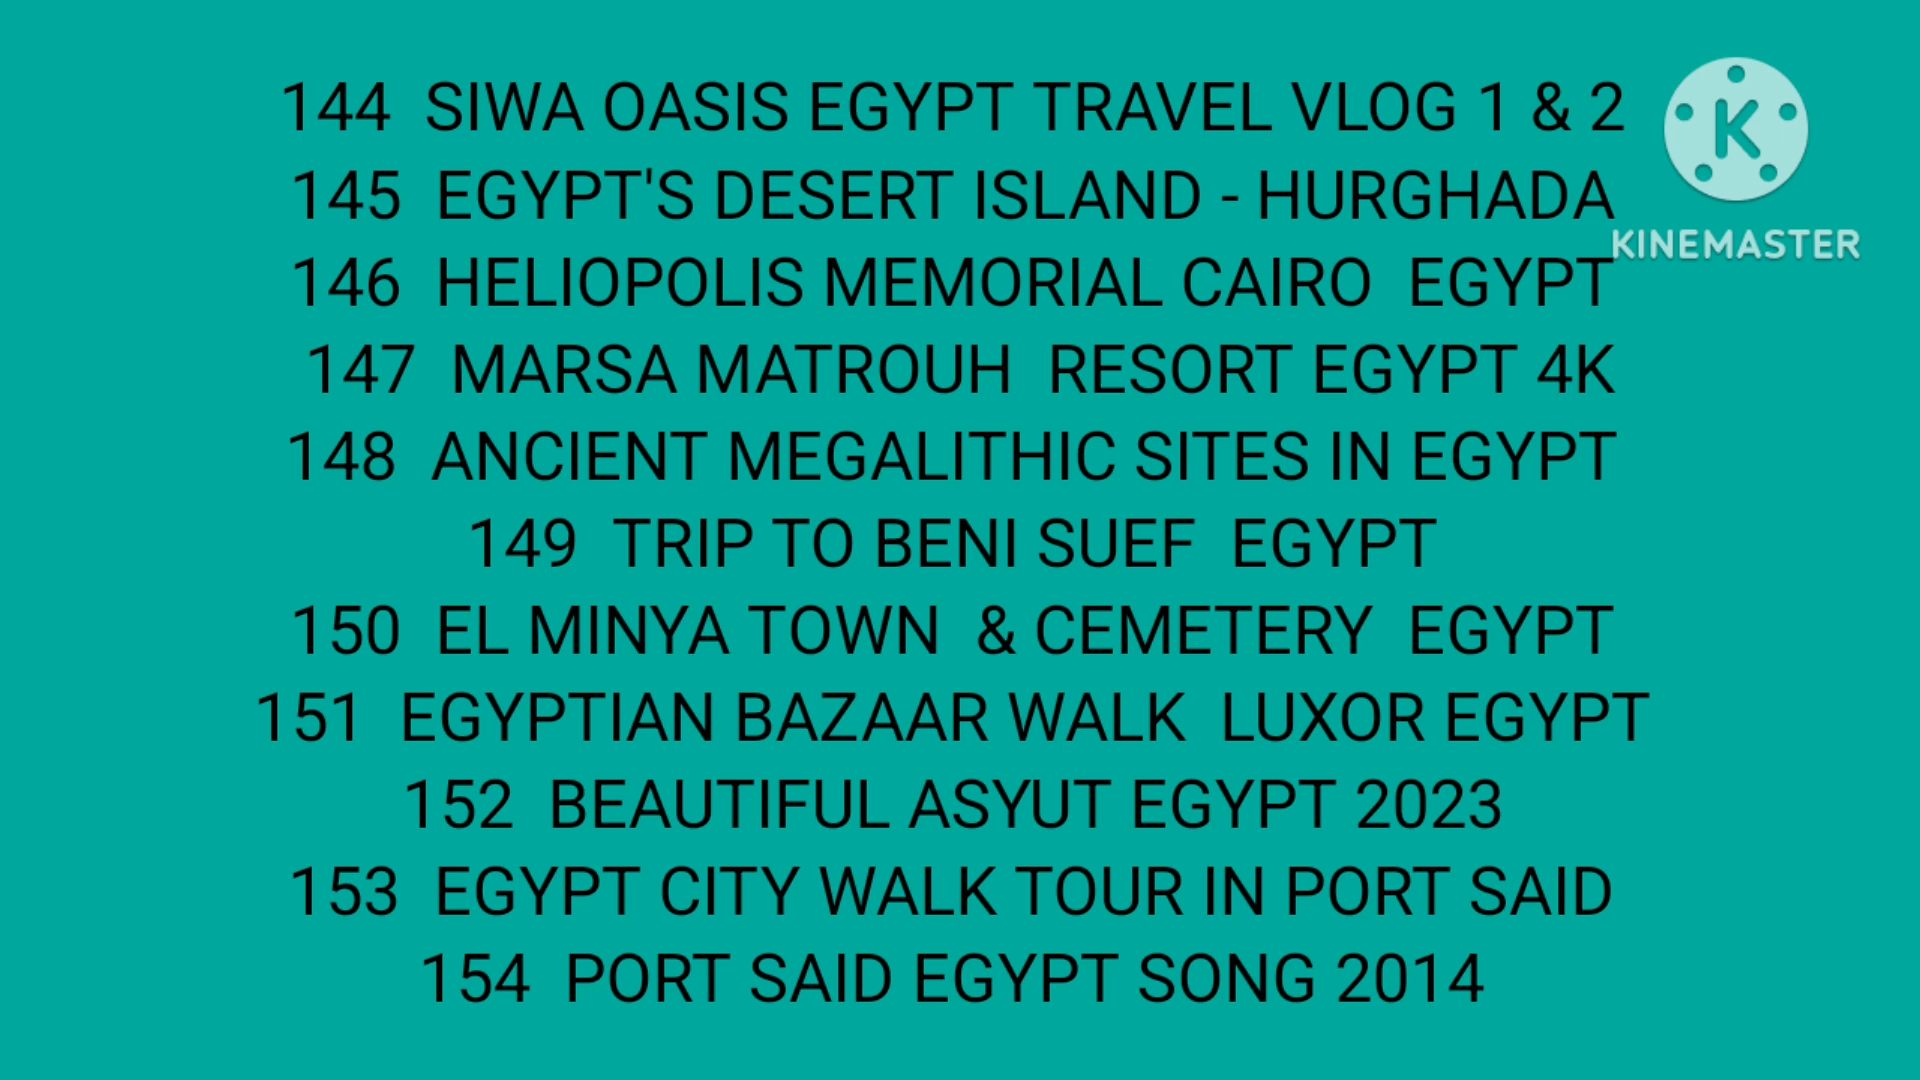 144  SIWA OASIS EGYPT TRAVEL VLOG 1 & 2
145  EGYPT'S DESERT ISLAND - HURGHADA
146  HELIOPOLIS MEMORIAL CAIRO  EGYPT
147  MARSA MATROUH  RESORT EGYPT 4K
148  ANCIENT MEGALITHIC SITES IN EGYPT
149  TRIP TO BENI SUEF  EGYPT
150  EL MINYA TOWN  & CEMETERY  EGYPT
151  EGYPTIAN BAZAAR WALK  LUXOR EGYPT
152  BEAUTIFUL ASYUT EGYPT 2023
153  EGYPT CITY WALK TOUR IN PORT SAID
154  PORT SAID EGYPT SONG 2014
K
KINEMASTER